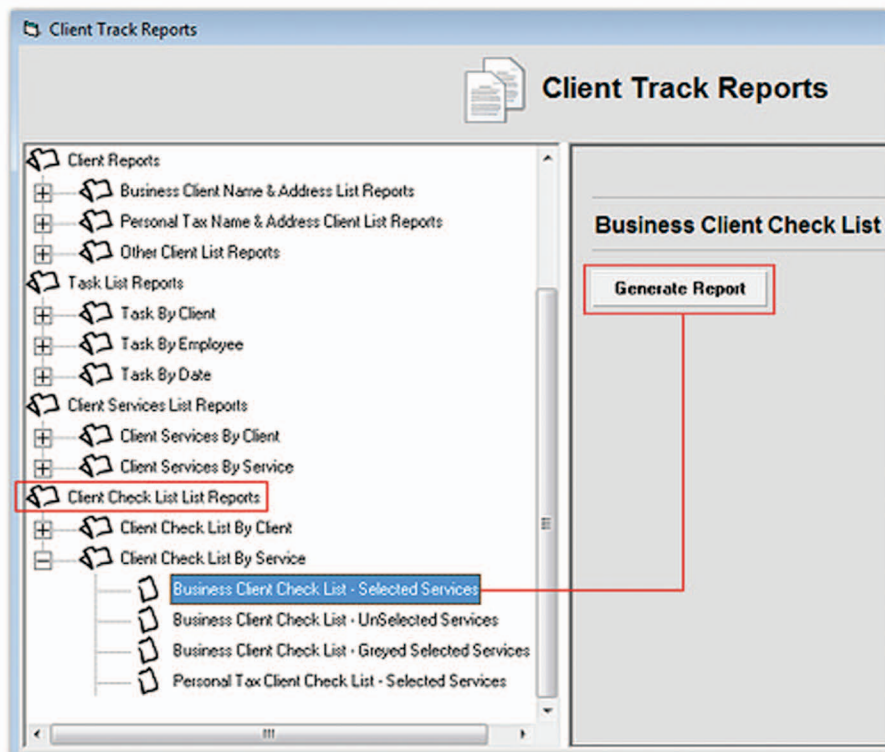 Client Track Reports
Client Track Reports
Client Reports
Business Client Name & Address List Reports
Personal Tax Name & Address Client List Reports
Other Client List Reports
Task List Reports
Task By Client
Task By Employee
Task By Date
Client Services List Reports
Client Services By Client
Client Services By Service
Client Check List List Reports
Client Check List By Client
Client Check List By Service
Business Client Check List - Selected Services
Business Client Check List - UnSelected Services
Business Client Check List - Greyed Selected Services
Personal Tax Client Check List - Selected Services
Business Client Check List
Generate Report